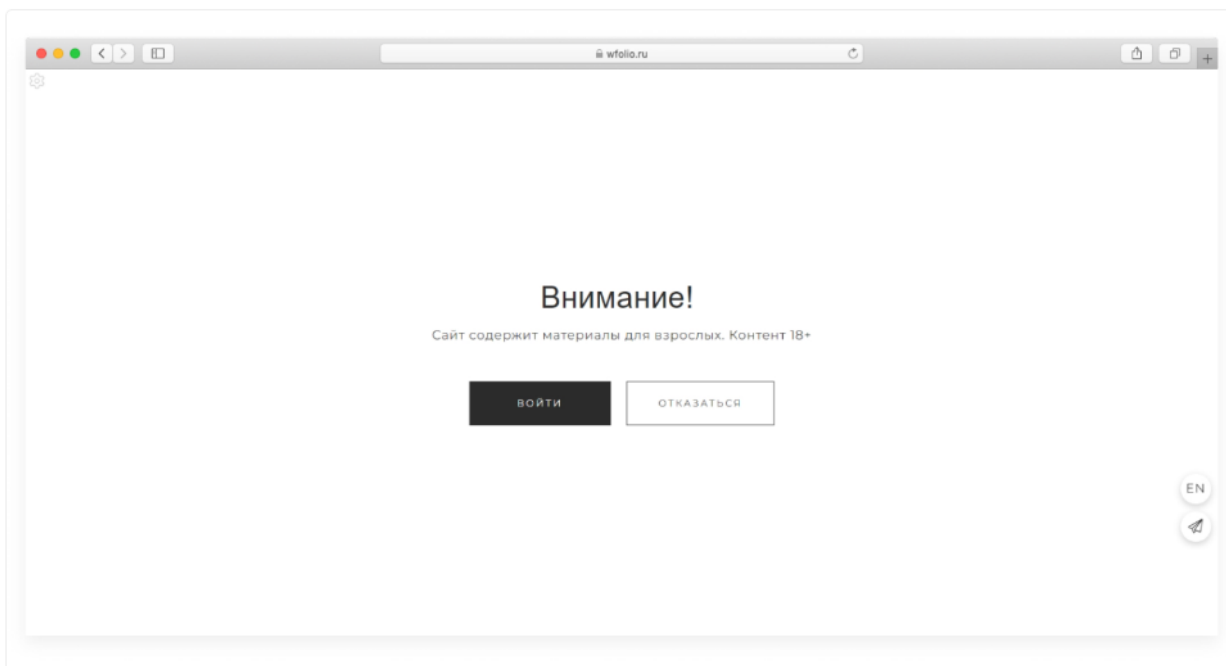 wfolio.ru
Внимание!
Сайт содержит материалы для взрослых. Контент 18+
ВОЙТИ
ОТКАЗАТЬСЯ
EN